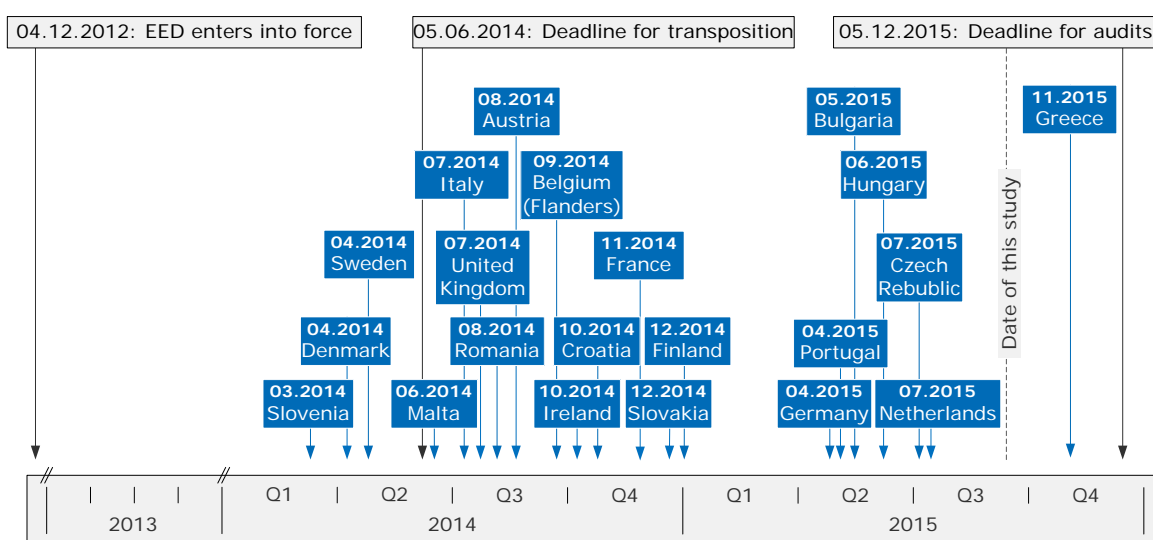 04.12.2012: EED enters into force
05.06.2014: Deadline for transposition
05.12.2015: Deadline for audits
08.2014
Austria
05.2015
Bulgaria
11.2015
Greece
07.2014
Italy
09.2014
Belgium
(Flanders)
06.2015
Hungary
04.2014
Sweden
07.2014
United
Kingdom
11.2014
France
07.2015
Czech
Rebublic
Date of this study
04.2014
Denmark
08.2014
Romania
10.2014
Croatia
12.2014
Finland
04.2015
Portugal
03.2014
Slovenia
06.2014
Malta
10.2014
Ireland
12.2014
Slovakia
04.2015
Germany
07.2015
Netherlands
Q1
Q2
Q3
Q4
Q1
Q2
Q3
Q4
2013
2014
2015